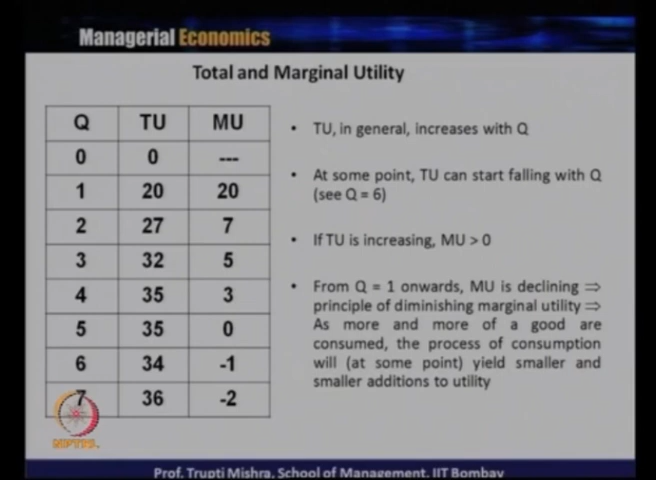 Managerial Economics
Total and Marginal Utility
Q TU MU
0 0 ---
1 20 20
2 27 7
3 32 5
4 35 3
5 35 0
6 34 -1
7 36 -2
• TU, in general, increases with Q
• At some point, TU can start falling with Q
(see Q = 6)
• If TU is increasing, MU > 0
• From Q = 1 onwards, MU is declining ⇒
principle of diminishing marginal utility ⇒
As more and more of a good are
consumed, the process of consumption
will (at some point) yield smaller and
smaller additions to utility
NPTEL
Prof. Trupti Mishra, School of Management, IIT Bombay